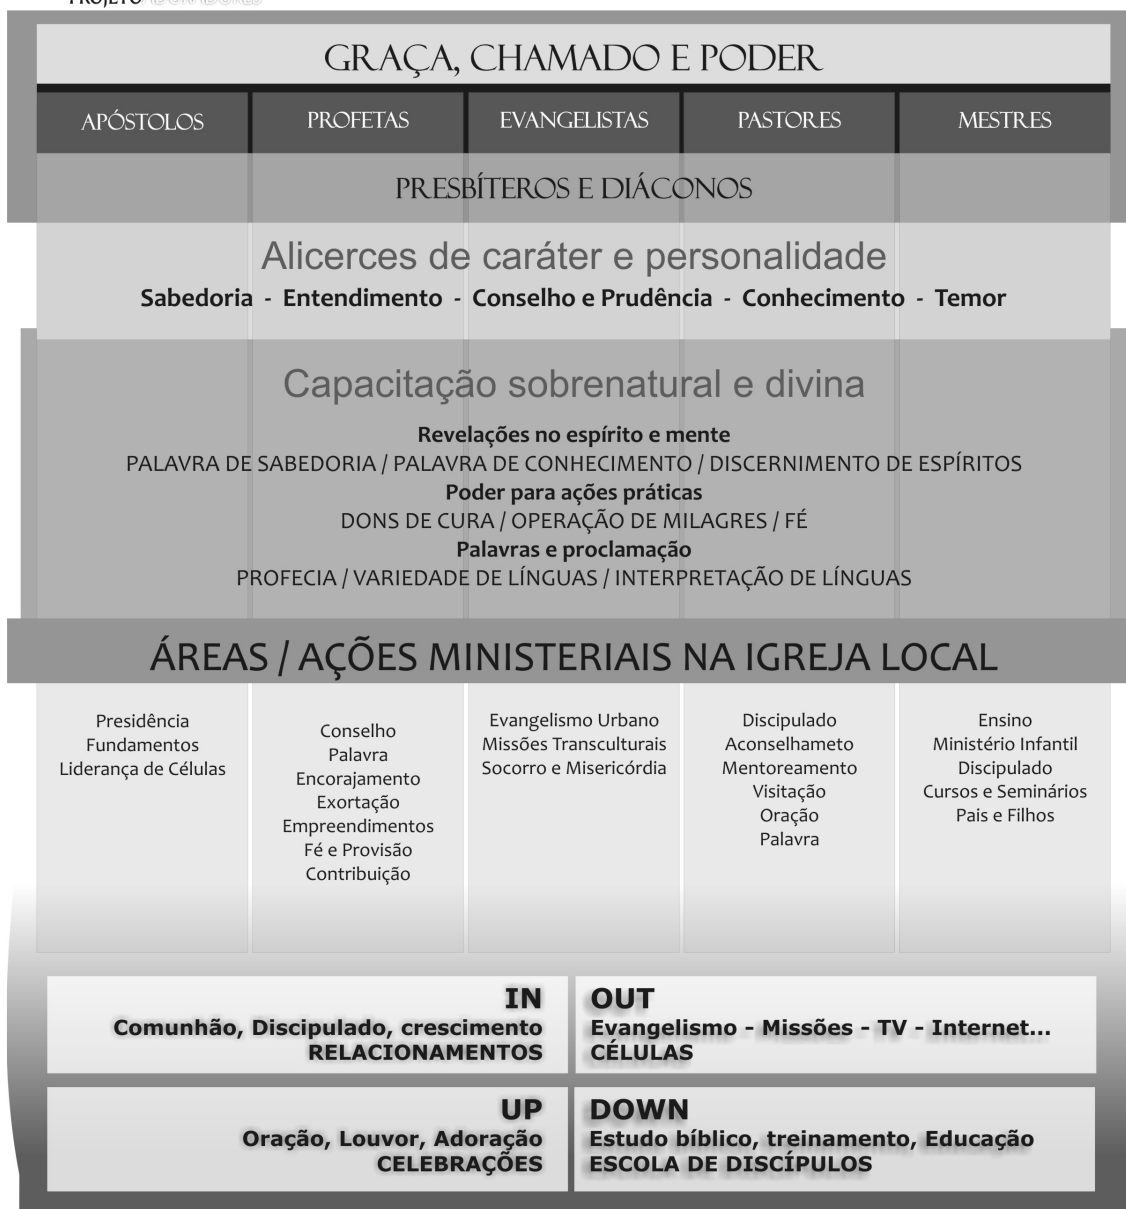 PROJETO ADORADORES
GRAÇA, CHAMADO E PODER
APÓSTOLOS
PROFETAS
EVANGELISTAS
PASTORES
MESTRES
PRESBÍTEROS E DIÁCONOS
Alicerces de caráter e personalidade
Sabedoria - Entendimento - Conselho e Prudência - Conhecimento - Temor
Capacitação sobrenatural e divina
Revelações no espírito e mente
PALAVRA DE SABEDORIA / PALAVRA DE CONHECIMENTO / DISCERNIMENTO DE ESPÍRITOS
Poder para ações práticas
DONS DE CURA / OPERAÇÃO DE MILAGRES / FÉ
Palavras e proclamação
PROFECIA / VARIEDADE DE LÍNGUAS / INTERPRETAÇÃO DE LÍNGUAS
ÁREAS / AÇÕES MINISTERIAIS NA IGREJA LOCAL
Presidência
Fundamentos
Liderança de Células
Conselho
Palavra
Encorajamento
Exortação
Empreendimentos
Fé e Provisão
Contribuição
Evangelismo Urbano
Missões Transculturais
Socorro e Misericórdia
Discipulado
Aconselhameto
Mentoreamento
Visitação
Oração
Palavra
Ensino
Ministério Infantil
Discipulado
Cursos e Seminários
Pais e Filhos
IN
Comunhão, Discipulado, crescimento
RELACIONAMENTOS
OUT
Evangelismo - Missões - TV - Internet...
CÉLULAS
UP
Oração, Louvor, Adoração
CELEBRAÇÕES
DOWN
Estudo bíblico, treinamento, Educação
ESCOLA DE DISCÍPULOS